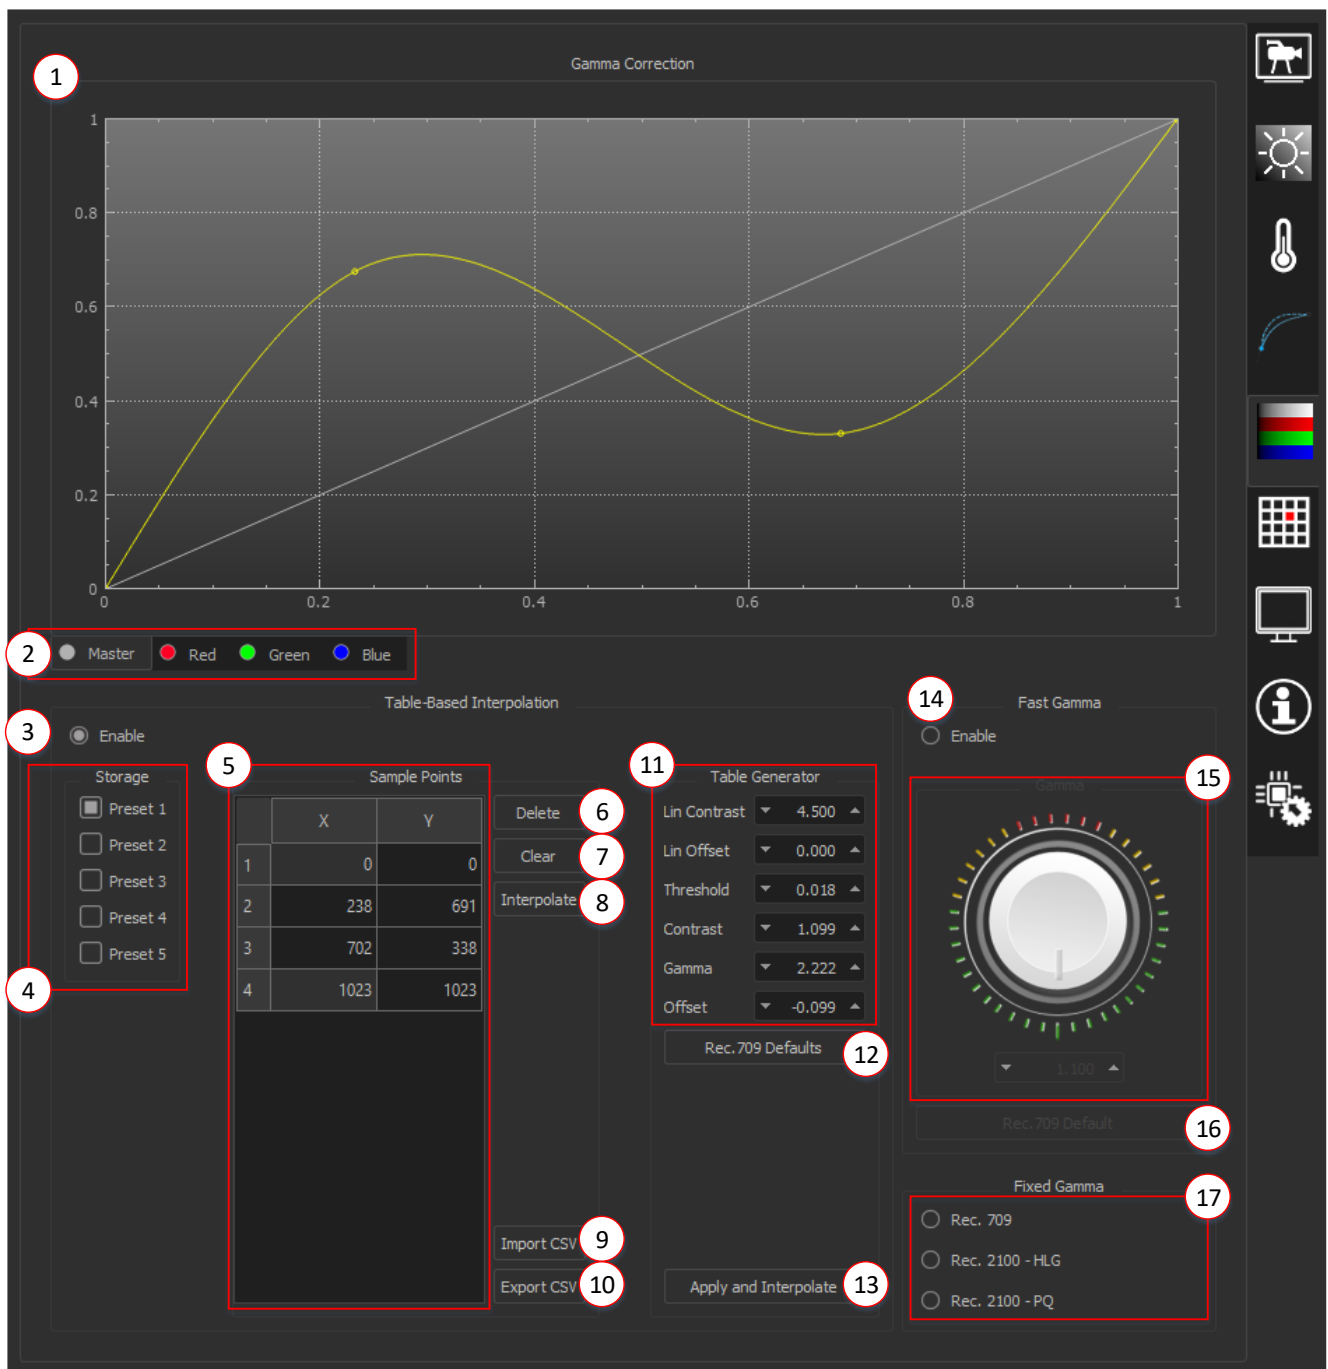 1
Gamma Correction
1
0.8
0.6
0.4
0.2
0
0 0.2 0.4 0.6 0.8 1
2 Master Red Green Blue
Table-Based Interpolation
3 Enable
4
Storage
Preset 1
Preset 2
Preset 3
Preset 4
Preset 5
5
Sample Points
X Y
1 0 0
2 238 691
3 702 338
4 1023 1023
Delete 6
Clear 7
Interpolate 8
Import CSV 9
Export CSV 10
11
Table Generator
Lin Contrast 4.500
Lin Offset 0.000
Threshold 0.018
Contrast 1.099
Gamma 2.222
Offset -0.099
Rec.709 Defaults 12
Apply and Interpolate 13
14
Fast Gamma
Enable
15
Gamma
1.100
Rec.709 Default 16
Fixed Gamma
17
Rec. 709
Rec. 2100 - HLG
Rec. 2100 - PQ